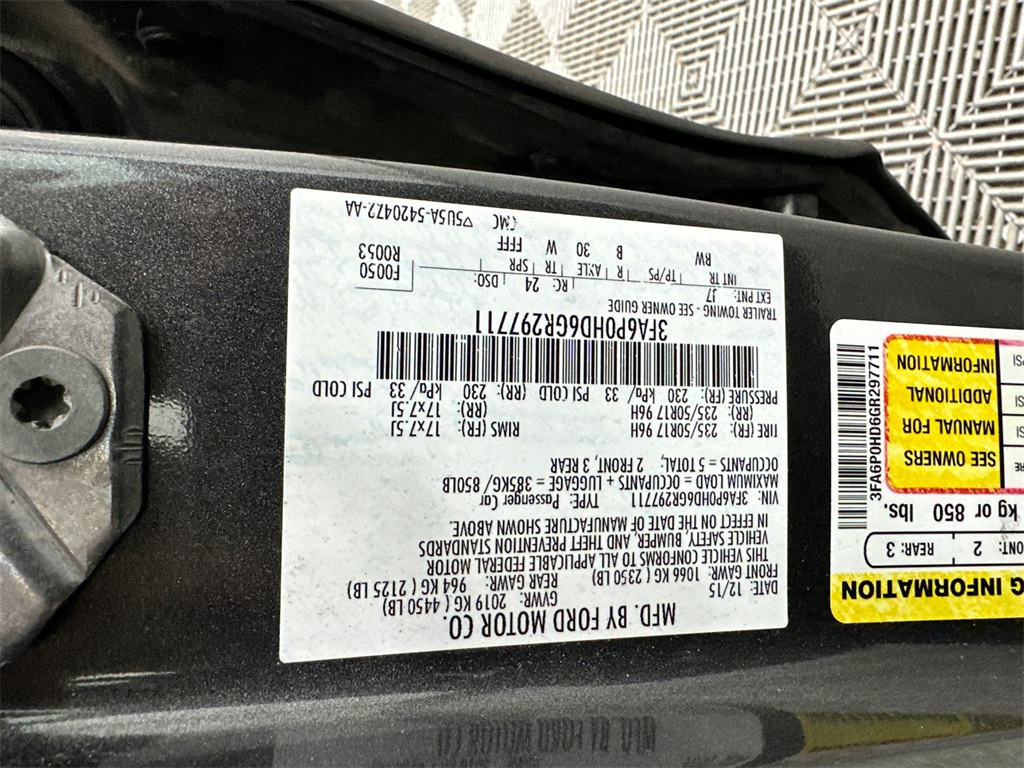 MFD. BY FORD MOTOR CO.
DATE: 12/15 GVWR: 2019 KG ( 4450 LB)
FRONT GAWR: 1066 KG ( 2350 LB) REAR GAWR: 964 KG ( 2125 LB)
THIS VEHICLE CONFORMS TO ALL APPLICABLE FEDERAL MOTOR
VEHICLE SAFETY, BUMPER, AND THEFT PREVENTION STANDARDS
IN EFFECT ON THE DATE OF MANUFACTURE SHOWN ABOVE.
VIN: 3FA6P0HD6GR297711 TYPE: Passenger Car
MAXIMUM LOAD = OCCUPANTS + LUGGAGE = 385KG/ 850LB
OCCUPANTS = 5 TOTAL, 2 FRONT, 3 REAR
TIRE (FR): 235/50R17 96H RIMS (FR): 17x7.5J
(RR): 235/50R17 96H (RR): 17x7.5J
PRESSURE (FR): 230 kPa/ 33 PSI COLD (RR): 230 kPa/ 33 PSI COLD
3FA6P0HD6GR297711
TRAILER TOWING - SEE OWNER GUIDE
EXT PNT: J7 RC: 24 DSO: F0050
INT TR TP/PS R AXLE TR SPR R0053
RW B 30 W FFFF
CMC ▽5U5A-5420472-AA
G INFORMATION
ONT: 2 REAR: 3
kg or 850 lbs.
SEE OWNERS
MANUAL FOR
ADDITIONAL
INFORMATION
3FA6P0HD6GR297711